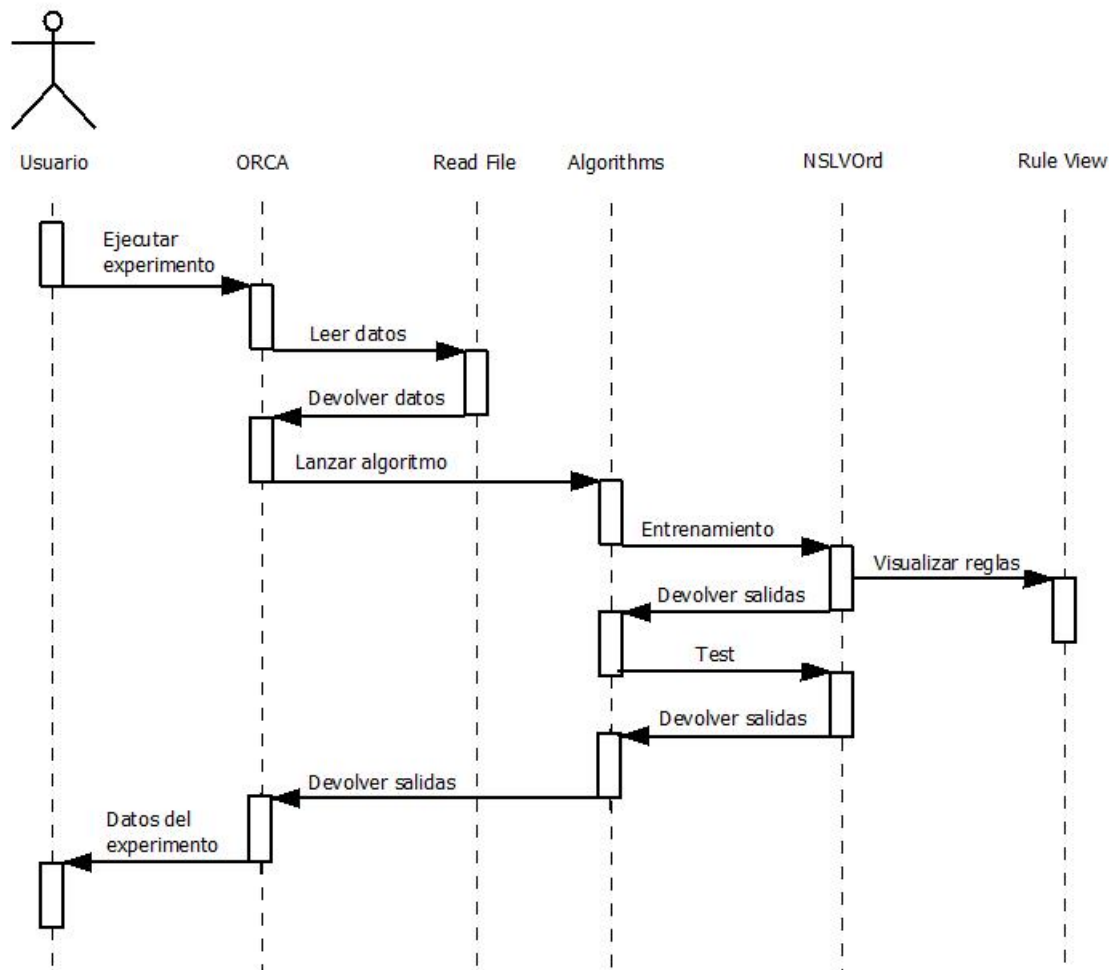 Usuario
ORCA
Read File
Algorithms
NSLVOrd
Rule View
Ejecutar
experimento
Leer datos
Devolver datos
Lanzar algoritmo
Entrenamiento
Visualizar reglas
Devolver salidas
Test
Devolver salidas
Devolver salidas
Datos del
experimento